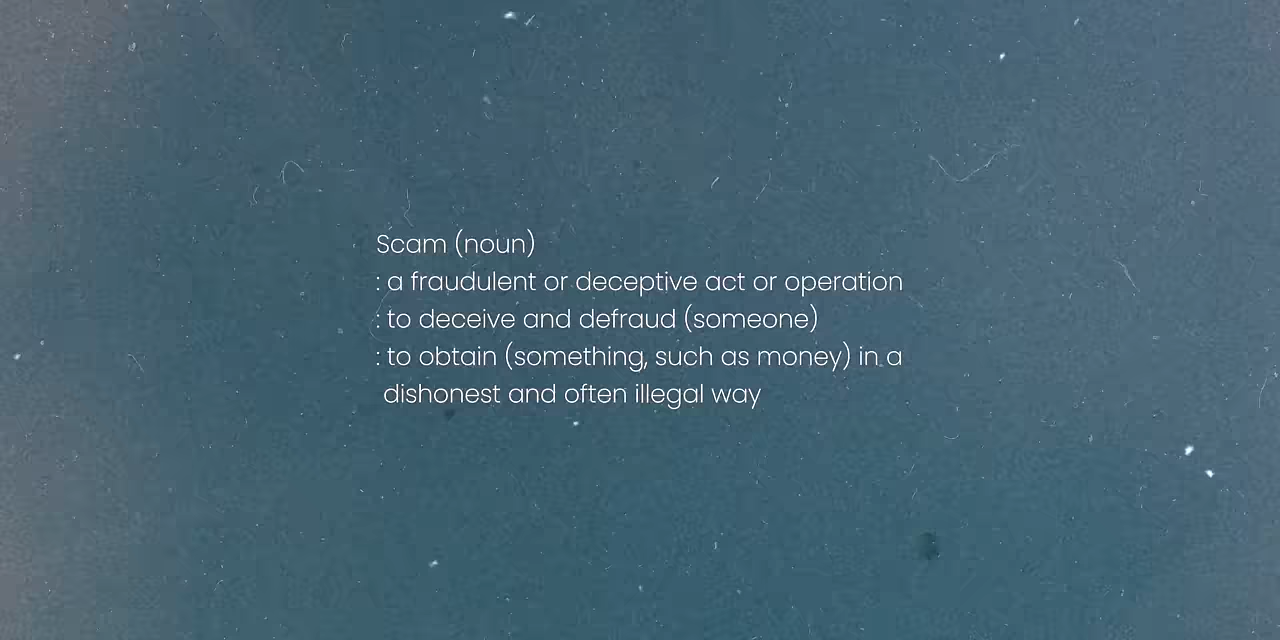 Scam (noun)
: a fraudulent or deceptive act or operation
: to deceive and defraud (someone)
: to obtain (something, such as money) in a
dishonest and often illegal way